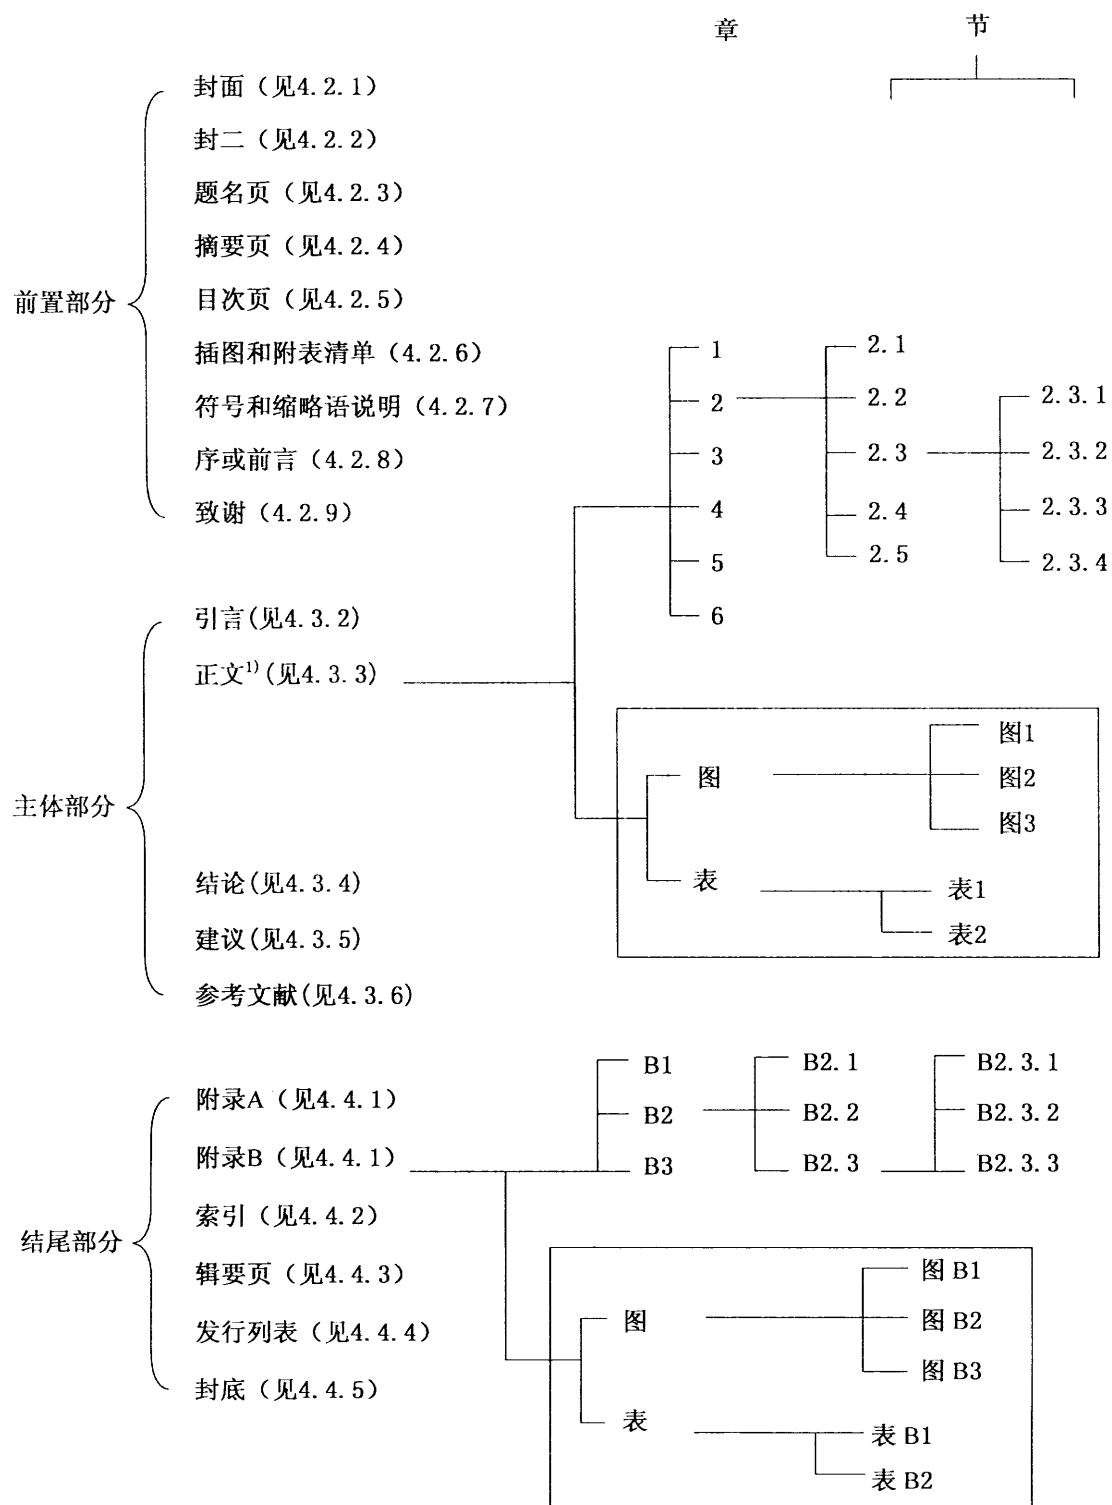 章 节
封面（见4.2.1）
封二（见4.2.2）
题名页（见4.2.3）
摘要页（见4.2.4）
前置部分
目次页（见4.2.5）
插图和附表清单（4.2.6）
符号和缩略语说明（4.2.7）
序或前言（4.2.8）
致谢（4.2.9）
1
2
3
4
5
6
2.1
2.2
2.3
2.4
2.5
2.3.1
2.3.2
2.3.3
2.3.4
引言(见4.3.2)
正文1)(见4.3.3)
主体部分
结论(见4.3.4)
建议(见4.3.5)
参考文献(见4.3.6)
图
图1
图2
图3
表
表1
表2
附录A（见4.4.1）
附录B（见4.4.1）
结尾部分
索引（见4.4.2）
辑要页（见4.4.3）
发行列表（见4.4.4）
封底（见4.4.5）
B1
B2
B3
B2.1
B2.2
B2.3
B2.3.1
B2.3.2
B2.3.3
图
图 B1
图 B2
图 B3
表
表 B1
表 B2